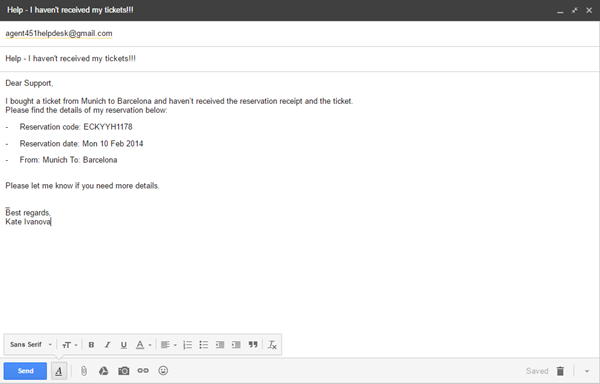 Help - I haven't received my tickets!!!
agent451helpdesk@gmail.com
Help - I haven't received my tickets!!!
Dear Support,
I bought a ticket from Munich to Barcelona and haven't received the reservation receipt and the ticket.
Please find the details of my reservation below:
- Reservation code: ECKYYH1178
- Reservation date: Mon 10 Feb 2014
- From: Munich To: Barcelona
Please let me know if you need more details.
_
Best regards,
Kate Ivanova
Sans Serif T B I U A
Send A Saved